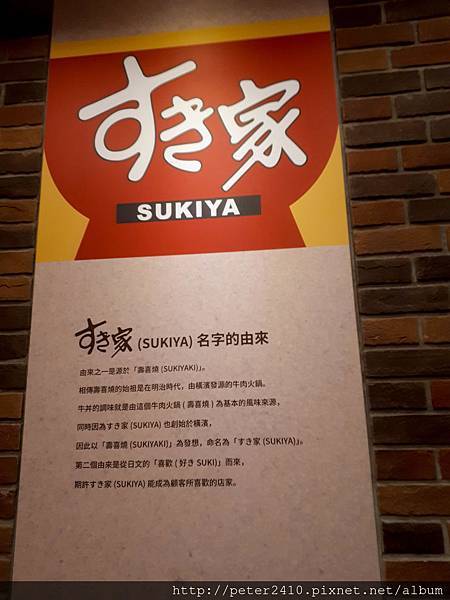 すき家
SUKIYA
すき家 (SUKIYA) 名字的由來
由來之一是源於「壽喜燒 (SUKIYAKI)」。
相傳壽喜燒的始祖是在明治時代，由橫濱發源的牛肉火鍋。
牛丼的調味就是由這個牛肉火鍋 ( 壽喜燒 ) 為基本的風味來源，
同時因為すき家 (SUKIYA) 也創始於橫濱，
因此以「壽喜燒 (SUKIYAKI)」為發想，命名為「すき家 (SUKIYA)」。
第二個由來是從日文的「喜歡 ( 好き SUKI)」而來，
期許すき家 (SUKIYA) 能成為顧客所喜歡的店家。
http://peter2410.pixnet.net/album